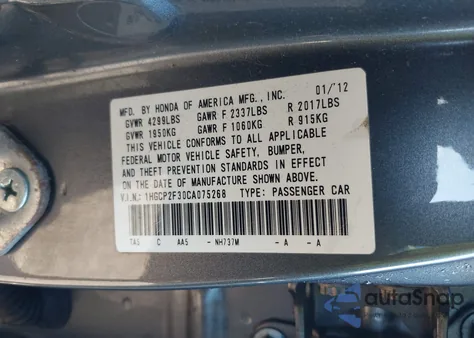 MFD. BY HONDA OF AMERICA MFG., INC. 01/12
GVWR 4299LBS GAWR F 2337LBS R 2017LBS
GVWR 1950KG GAWR F 1060KG R 915KG
THIS VEHICLE CONFORMS TO ALL APPLICABLE
FEDERAL MOTOR VEHICLE SAFETY, BUMPER,
AND THEFT PREVENTION STANDARDS IN EFFECT
ON THE DATE OF MANUFACTURE SHOWN ABOVE.
V.I.N.: 1HGCP2F30CA075268 TYPE: PASSENGER CAR
TA5 C AA5 - NH737M - A - A
autoSnap